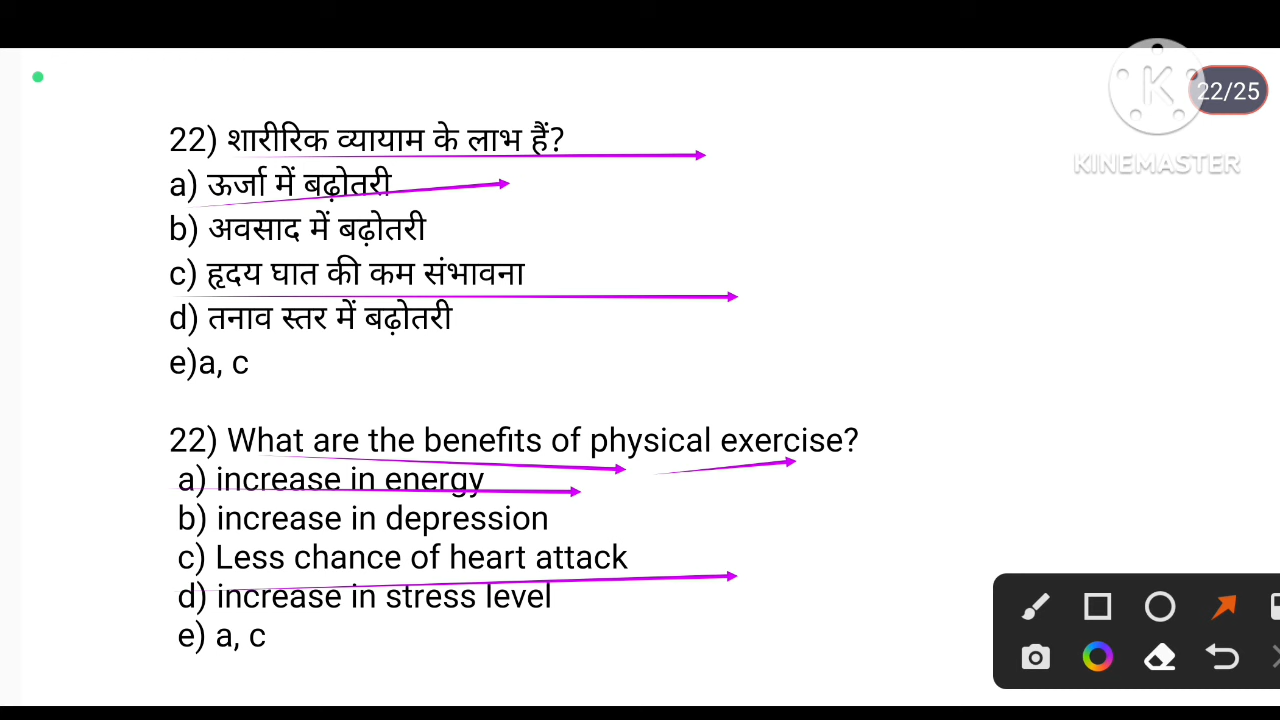 22/25
KINEMASTER
22) शारीरिक व्यायाम के लाभ हैं?
a) ऊर्जा में बढ़ोतरी
b) अवसाद में बढ़ोतरी
c) हृदय घात की कम संभावना
d) तनाव स्तर में बढ़ोतरी
e)a, c
22) What are the benefits of physical exercise?
a) increase in energy
b) increase in depression
c) Less chance of heart attack
d) increase in stress level
e) a, c